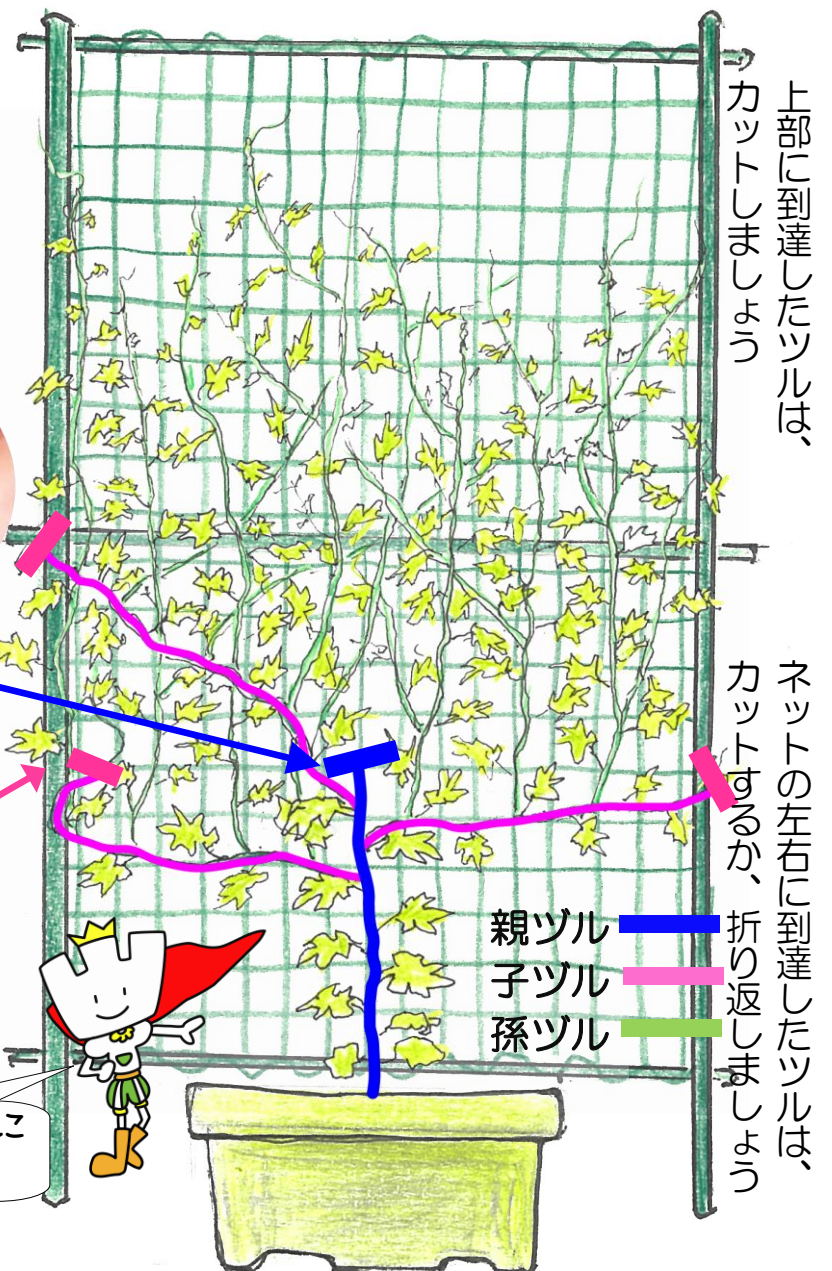 上部に到達したツルは、
カットしましょう
ネットの左右に到達したツルは、
カットするか、折り返しましょう
親ヅル
子ヅル
孫ヅル